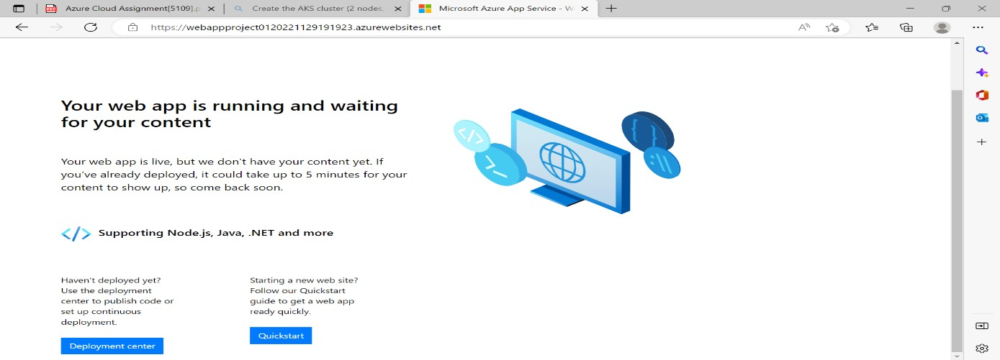 Azure Cloud Assignment[5109].p
Create the AKS cluster (2 nodes,
Microsoft Azure App Service - W
https://webappproject0120221129191923.azurewebsites.net
Your web app is running and waiting
for your content
Your web app is live, but we don't have your content yet. If
you've already deployed, it could take up to 5 minutes for your
content to show up, so come back soon.
</> Supporting Node.js, Java, .NET and more
Haven't deployed yet?
Use the deployment
center to publish code or
set up continuous
deployment.
Deployment center
Starting a new web site?
Follow our Quickstart
guide to get a web app
ready quickly.
Quickstart